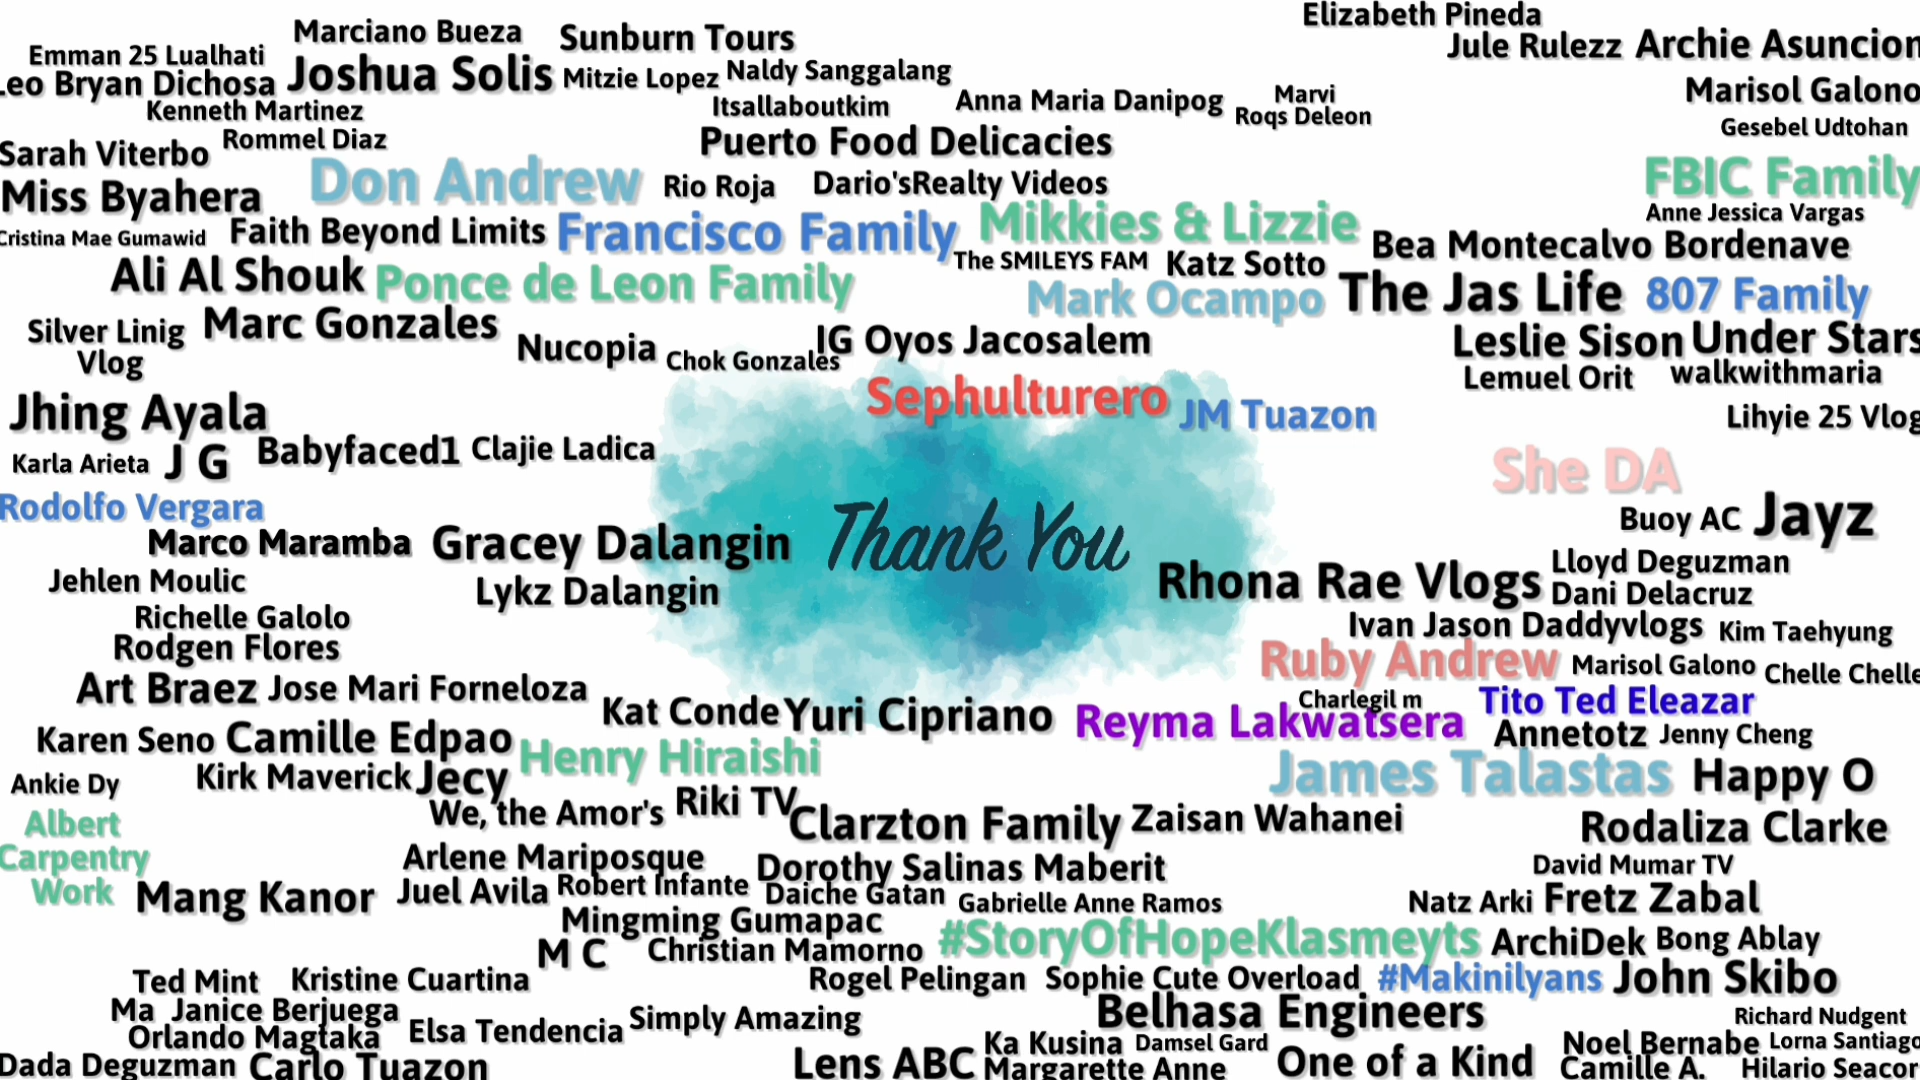 Elizabeth Pineda
Marciano Bueza
Sunburn Tours
Jule Rulezz
Archie Asuncion
Emman 25 Lualhati
Leo Bryan Dichosa
Joshua Solis
Mitzie Lopez
Naldy Sanggalang
Marisol Galono
Kenneth Martinez
Itsallaboutkim
Anna Maria Danipog
Marvi
Roqs Deleon
Gesebel Udtohan
Rommel Diaz
Puerto Food Delicacies
Sarah Viterbo
Don Andrew
Rio Roja
Dario'sRealty Videos
FBIC Family
Miss Byahera
Anne Jessica Vargas
Cristina Mae Gumawid
Faith Beyond Limits
Francisco Family
Mikkies & Lizzie
Bea Montecalvo Bordenave
The SMILEYS FAM
Katz Sotto
Ali Al Shouk
Ponce de Leon Family
Mark Ocampo
The Jas Life
807 Family
Silver Linig
Vlog
Marc Gonzales
Nucopia
Chok Gonzales
IG Oyos Jacosalem
Leslie Sison
Under Stars
Lemuel Orit
walkwithmaria
Jhing Ayala
Sephulturero
JM Tuazon
Lihyie 25 Vlog
Karla Arieta
J G
Babyfaced1
Clajie Ladica
She DA
Rodolfo Vergara
Buoy AC
Jayz
Marco Maramba
Gracey Dalangin
Thank You
Jehlen Moulic
Lykz Dalangin
Rhona Rae Vlogs
Lloyd Deguzman
Dani Delacruz
Richelle Galolo
Ivan Jason Daddyvlogs
Kim Taehyung
Rodgen Flores
Ruby Andrew
Marisol Galono
Chelle Chelle
Art Braez
Jose Mari Forneloza
Kat Conde
Yuri Cipriano
Charlegil m
Reyma Lakwatsera
Tito Ted Eleazar
Karen Seno
Camille Edpao
Henry Hiraishi
Annetotz
Jenny Cheng
Ankie Dy
Kirk Maverick
Jecy
James Talastas
Happy O
We, the Amor's
Riki TV
Clarzton Family
Zaisan Wahanei
Rodaliza Clarke
Albert
Carpentry
Work
Arlene Mariposque
Dorothy Salinas Maberit
David Mumar TV
Mang Kanor
Juel Avila
Robert Infante
Daiche Gatan
Gabrielle Anne Ramos
Natz Arki
Fretz Zabal
Mingming Gumapac
M C
Christian Mamorno
#StoryOfHopeKlasmeyts
ArchiDek
Bong Ablay
Ted Mint
Kristine Cuartina
Rogel Pelingan
Sophie Cute Overload
#Makinilyans
John Skibo
Ma Janice Berjuega
Simply Amazing
Belhasa Engineers
Richard Nudgent
Orlando Magtaka
Elsa Tendencia
Ka Kusina
Damsel Gard
Noel Bernabe
Lorna Santiago
Dada Deguzman
Carlo Tuazon
Lens ABC
Margarette Anne
One of a Kind
Camille A.
Hilario Seacor